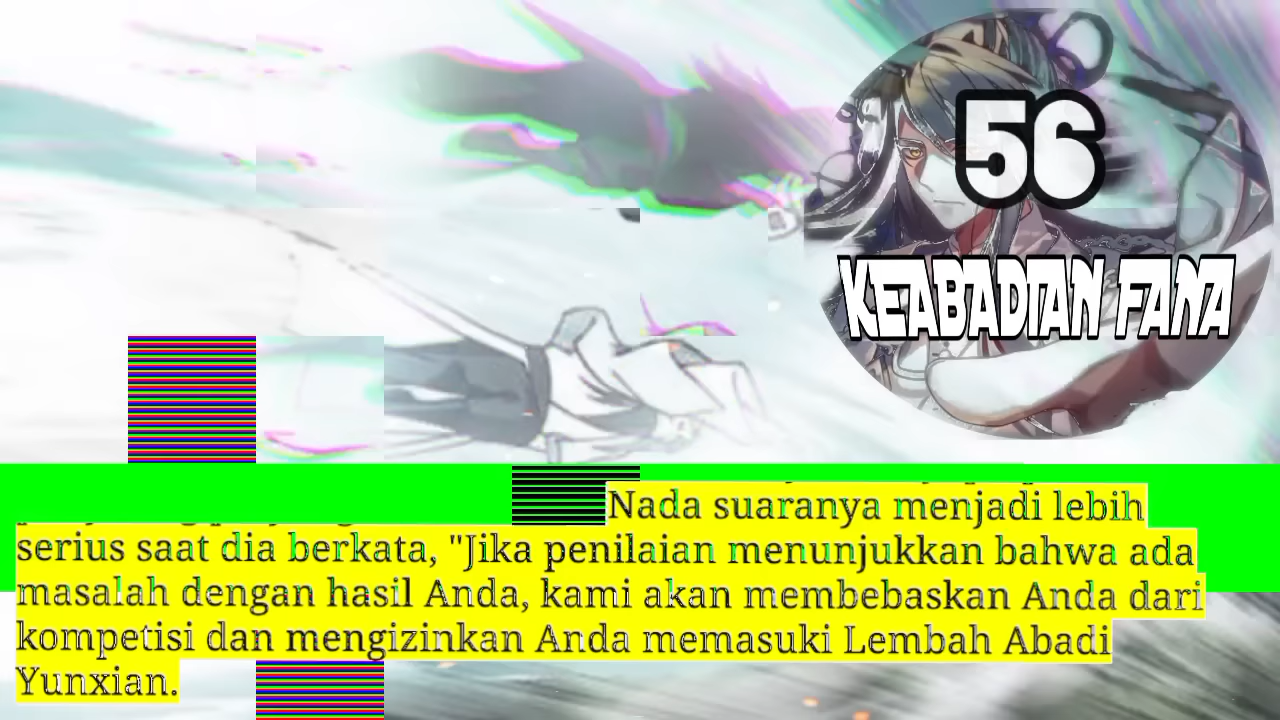 56
KEABADIAN FANA
Nada suaranya menjadi lebih
serius saat dia berkata, "Jika penilaian menunjukkan bahwa ada
masalah dengan hasil Anda, kami akan membebaskan Anda dari
kompetisi dan mengizinkan Anda memasuki Lembah Abadi
Yunxian.